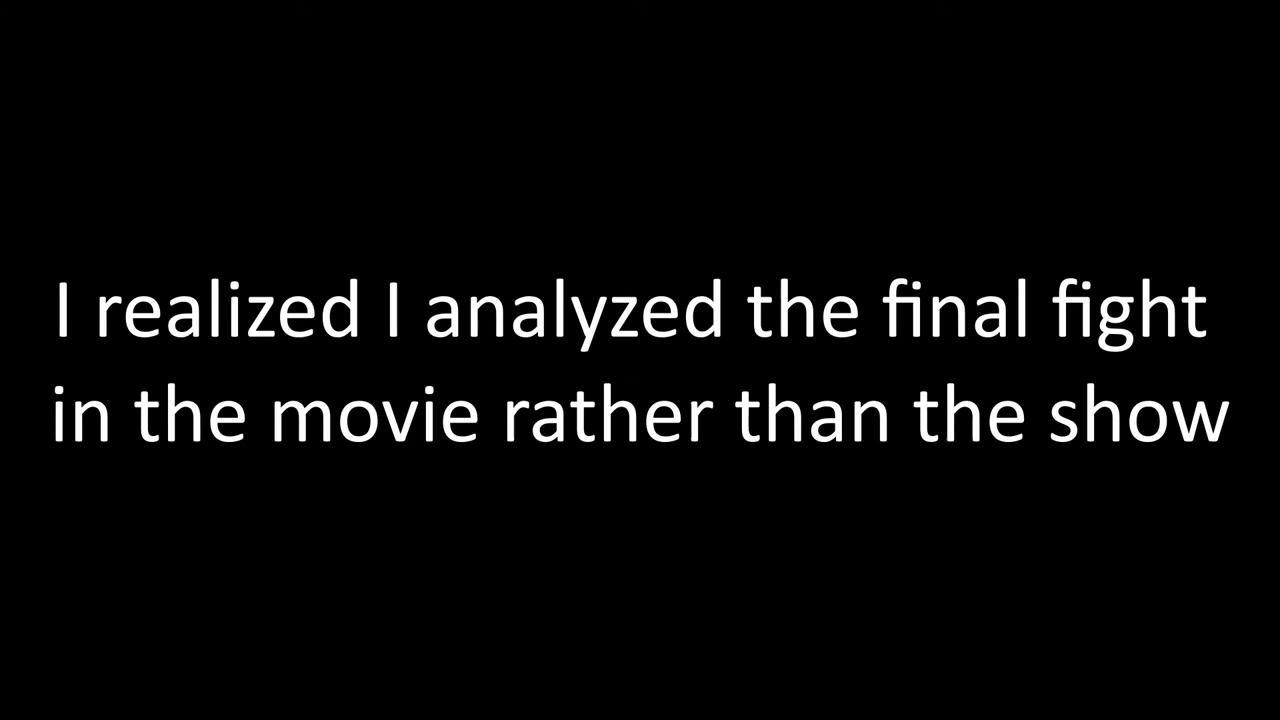 I realized I analyzed the final fight
in the movie rather than the show